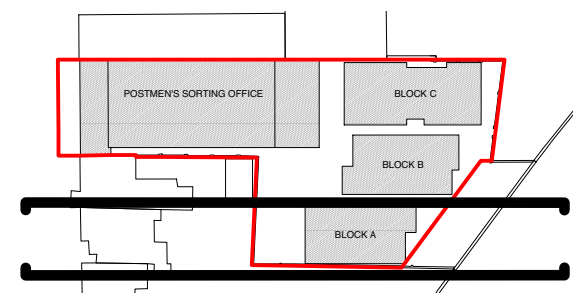 POSTMEN'S SORTING OFFICE
BLOCK C
BLOCK B
BLOCK A